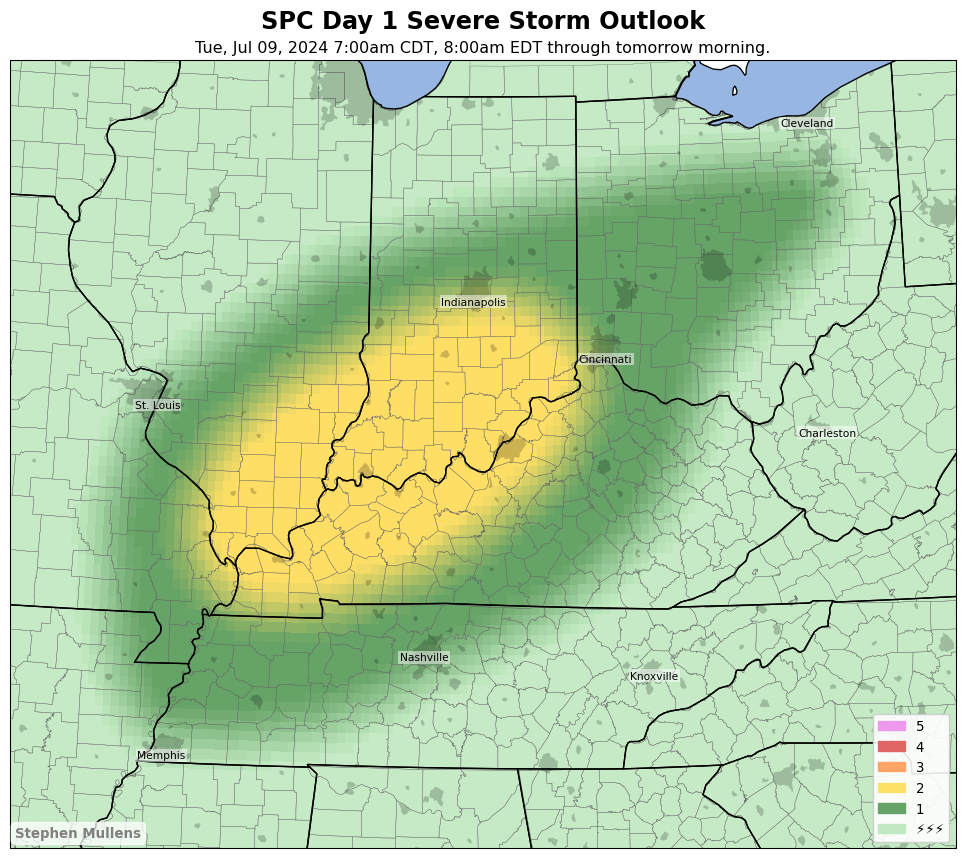 SPC Day 1 Severe Storm Outlook
Tue, Jul 09, 2024 7:00am CDT, 8:00am EDT through tomorrow morning.
Cleveland
Indianapolis
Cincinnati
St. Louis
Charleston
Nashville
Knoxville
Memphis
5
4
3
2
1
⚡⚡⚡
Stephen Mullens